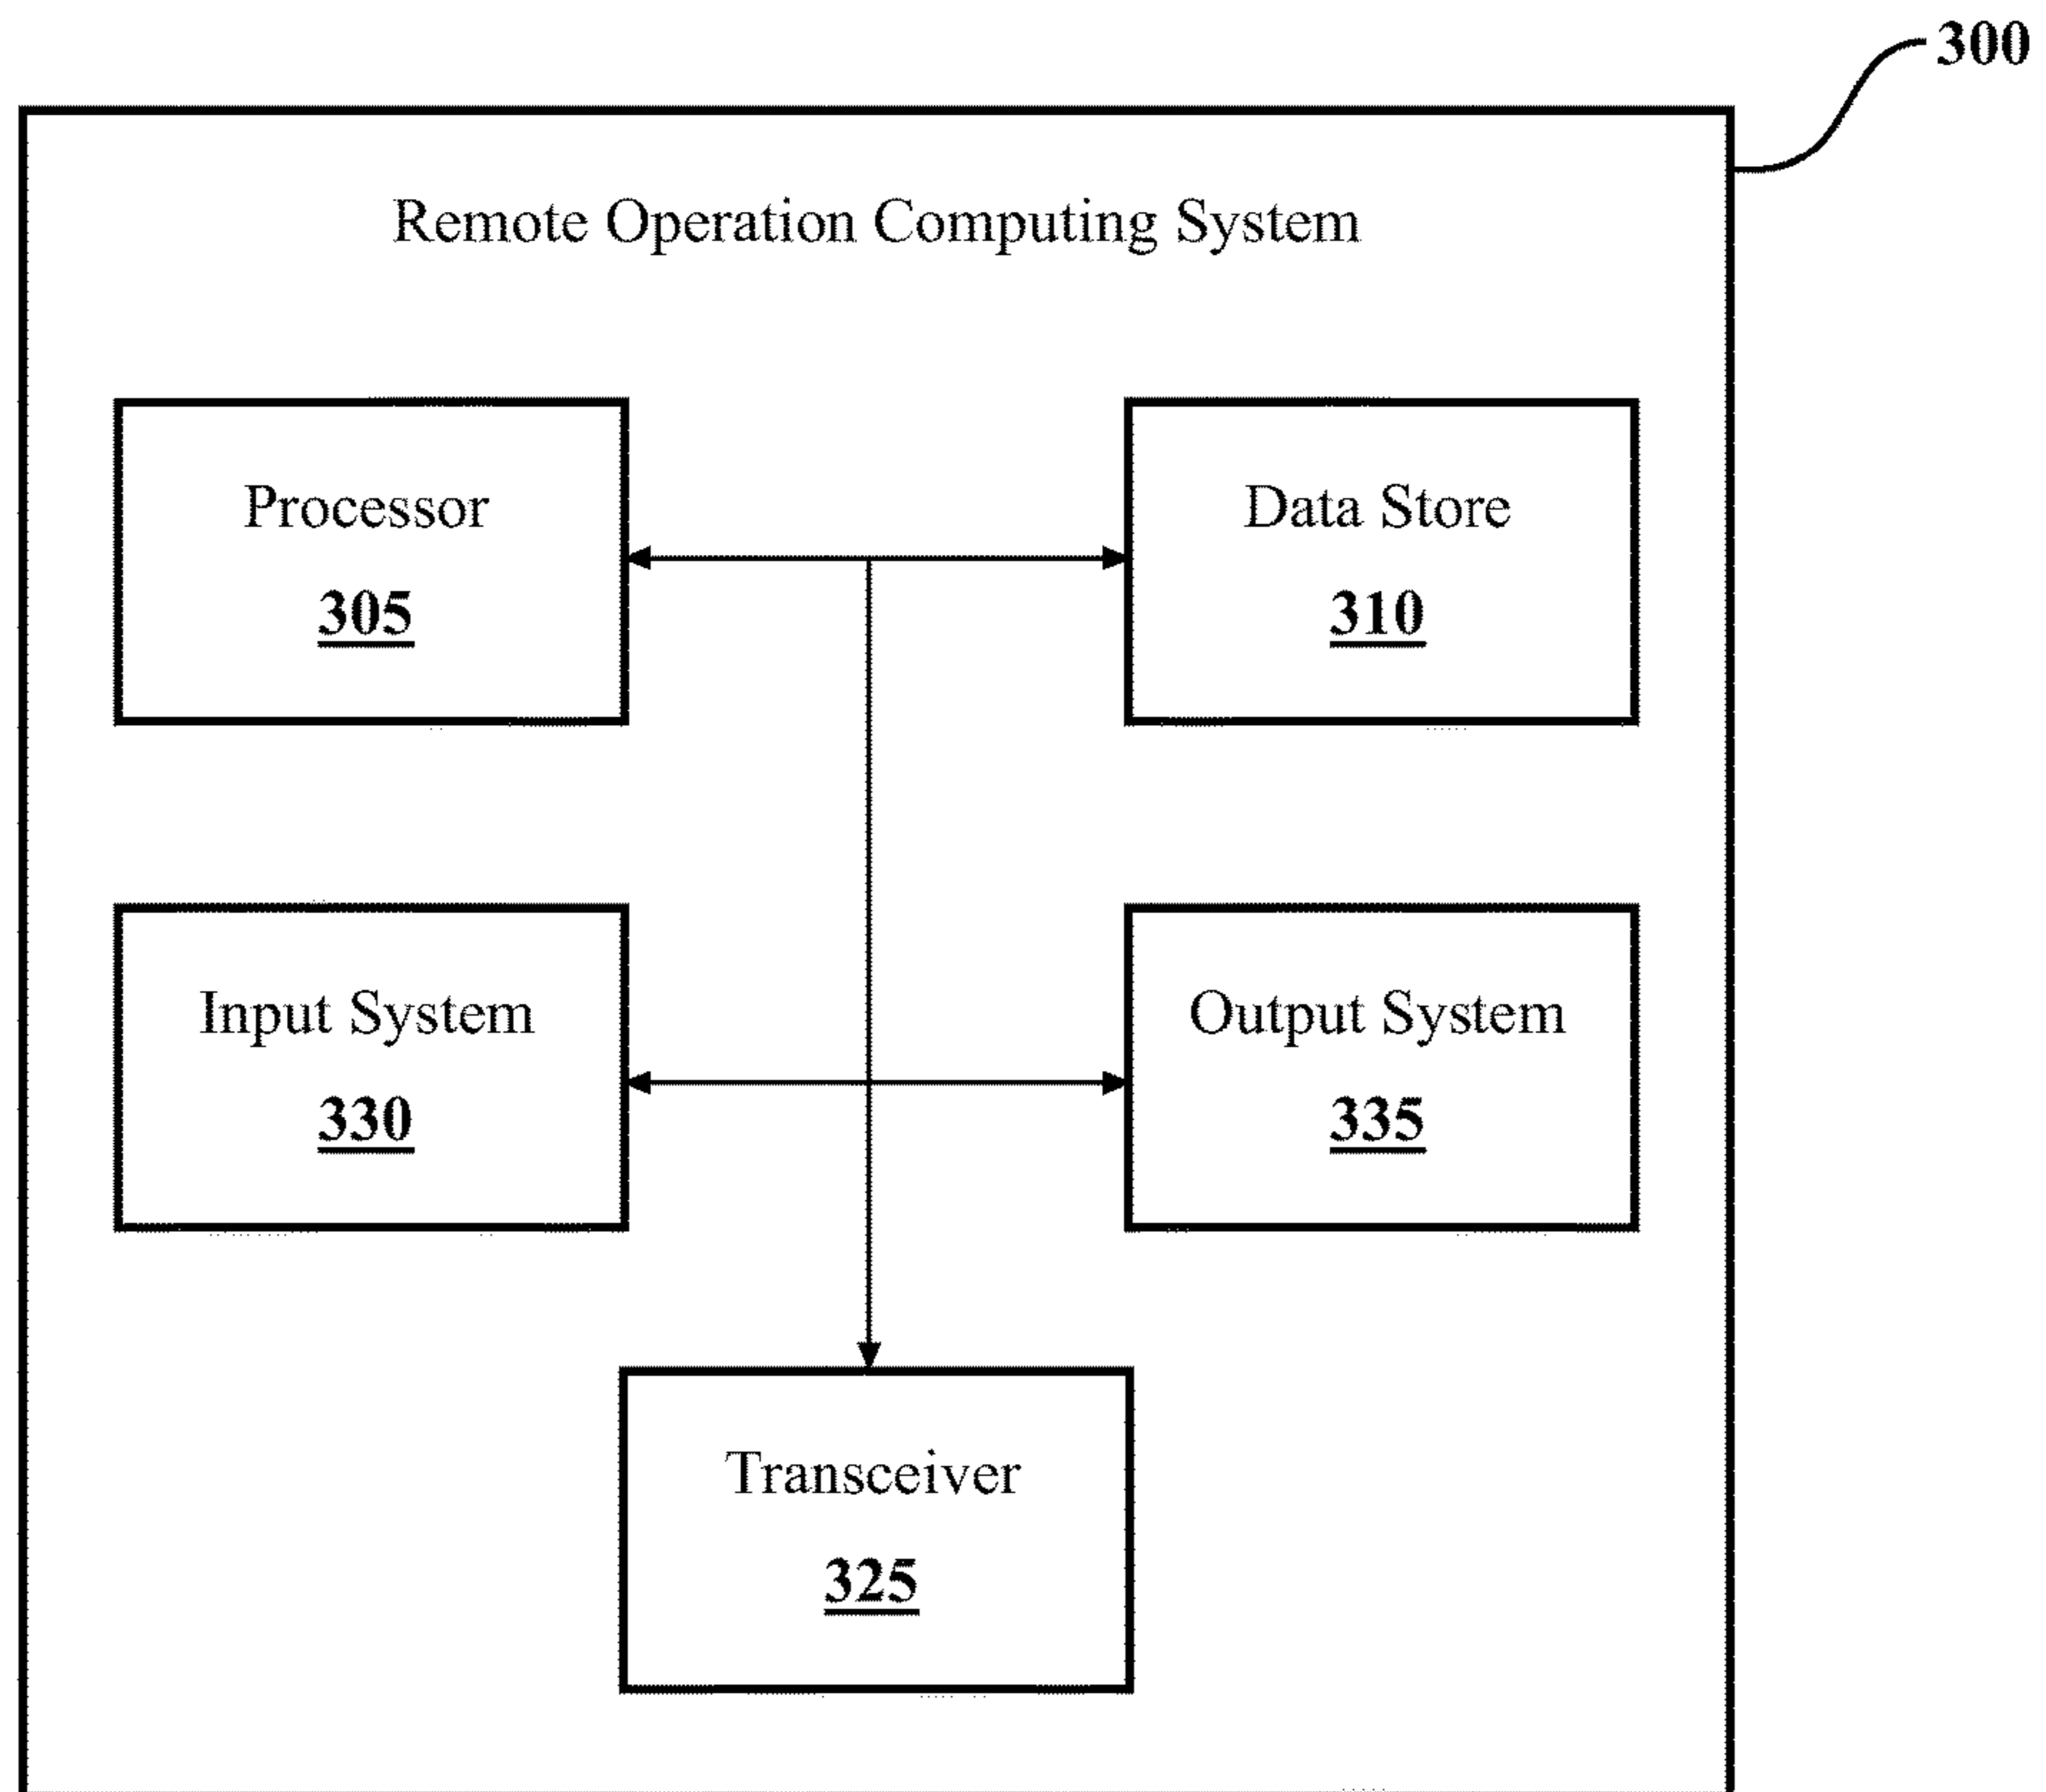 300
Remote Operation Computing System
Processor
305
Data Store
310
Input System
330
Output System
335
Transceiver
325